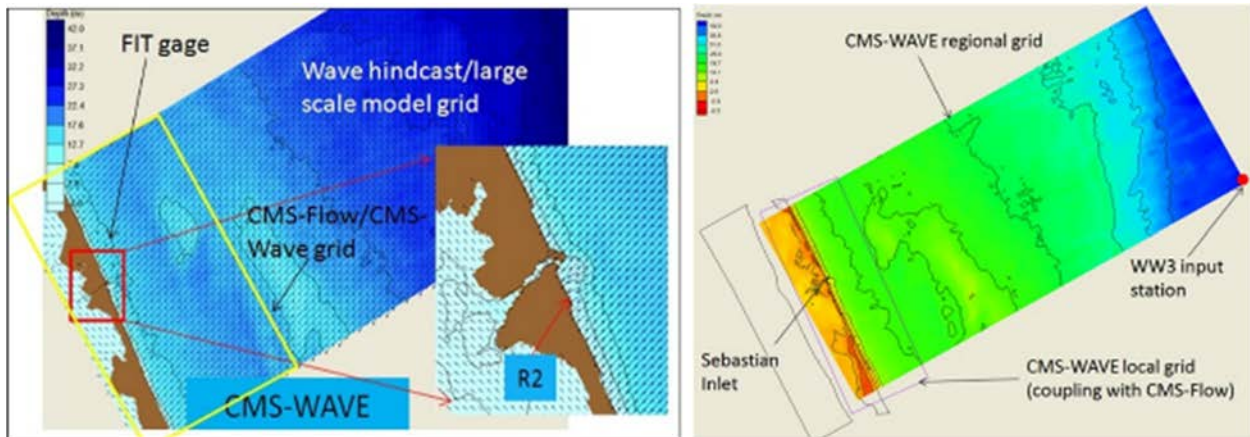 Depth (m)
42.0
37.1
32.2
27.3
22.4
17.6
12.7
FIT gage
Wave hindcast/large
scale model grid
CMS-Flow/CMS-
Wave grid
R2
CMS-WAVE
CMS-WAVE
regional grid
WW3 input
station
Sebastian
Inlet
CMS-WAVE local grid
(coupling with CMS-Flow)